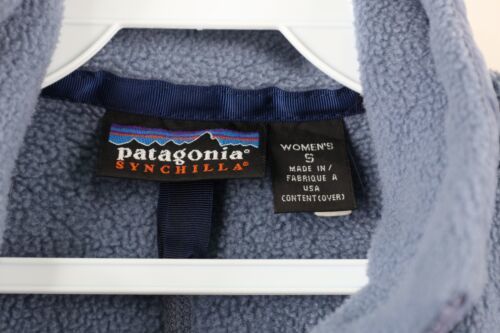 patagonia®
SYNCHILLA®
WOMEN'S
S
MADE IN/
FABRIQUE A
USA
CONTENT(OVER)